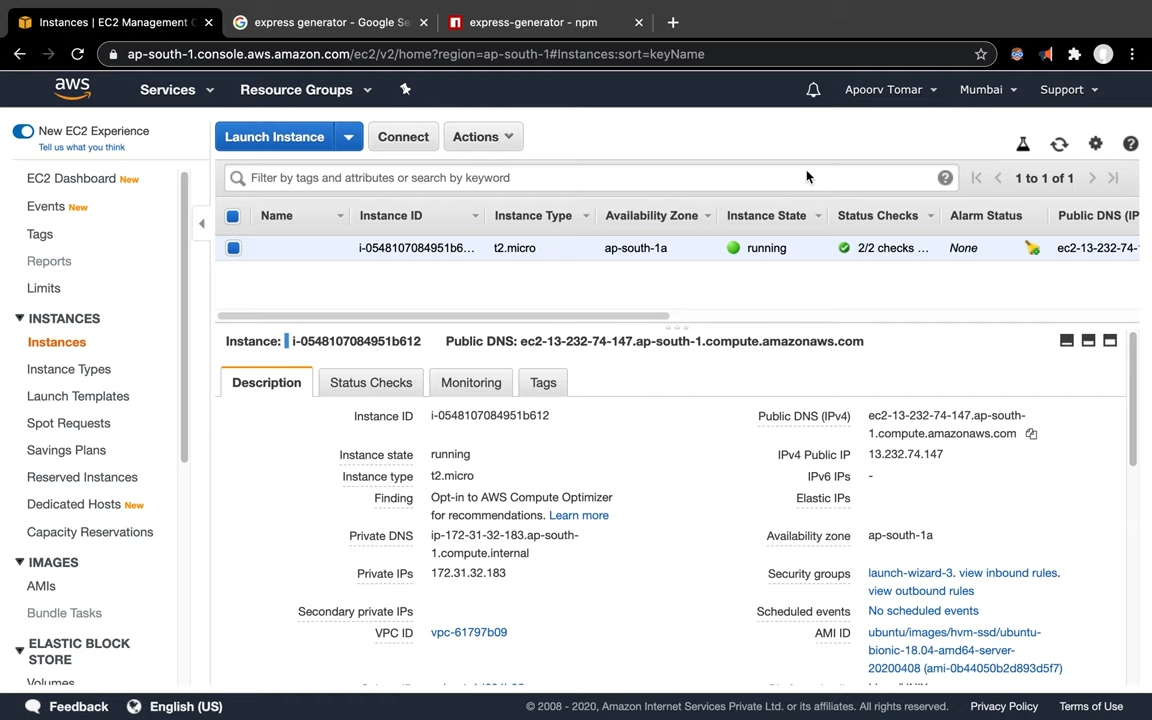 Instances | EC2 Management C
express generator - Google Se
express-generator - npm
ap-south-1.console.aws.amazon.com/ec2/v2/home?region=ap-south-1#Instances:sort=keyName
aws
Services
Resource Groups
Apoorv Tomar
Mumbai
Support
New EC2 Experience
Tell us what you think
EC2 Dashboard New
Events New
Tags
Reports
Limits
INSTANCES
Instances
Instance Types
Launch Templates
Spot Requests
Savings Plans
Reserved Instances
Dedicated Hosts New
Capacity Reservations
IMAGES
AMIs
Bundle Tasks
ELASTIC BLOCK
STORE
Volumes
Launch Instance
Connect
Actions
Filter by tags and attributes or search by keyword
1 to 1 of 1
Name
Instance ID
Instance Type
Availability Zone
Instance State
Status Checks
Alarm Status
Public DNS (IP
i-0548107084951b6...
t2.micro
ap-south-1a
running
2/2 checks ...
None
ec2-13-232-74-
Instance: i-0548107084951b612
Public DNS: ec2-13-232-74-147.ap-south-1.compute.amazonaws.com
Description
Status Checks
Monitoring
Tags
Instance ID
i-0548107084951b612
Instance state
running
Instance type
t2.micro
Finding
Opt-in to AWS Compute Optimizer
for recommendations. Learn more
Private DNS
ip-172-31-32-183.ap-south-
1.compute.internal
Private IPs
172.31.32.183
Secondary private IPs
VPC ID
vpc-61797b09
Public DNS (IPv4)
ec2-13-232-74-147.ap-south-
1.compute.amazonaws.com
IPv4 Public IP
13.232.74.147
IPv6 IPs
-
Elastic IPs
Availability zone
ap-south-1a
Security groups
launch-wizard-3. view inbound rules.
view outbound rules
Scheduled events
No scheduled events
AMI ID
ubuntu/images/hvm-ssd/ubuntu-
bionic-18.04-amd64-server-
20200408 (ami-0b44050b2d893d5f7)
Feedback
English (US)
© 2008 - 2020, Amazon Internet Services Private Ltd. or its affiliates. All rights reserved.
Privacy Policy
Terms of Use